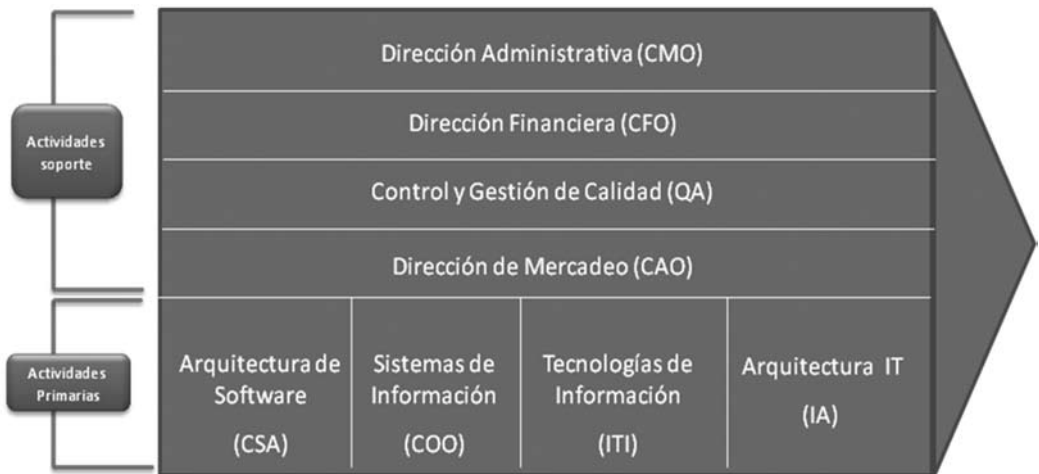 Dirección Administrativa (CMO)
Dirección Financiera (CFO)
Control y Gestión de Calidad (QA)
Dirección de Mercadeo (CAO)
Actividades
soporte
Actividades
Primarias
Arquitectura de
Software
(CSA)
Sistemas de
Información
(COO)
Tecnologías de
Información
(ITI)
Arquitectura IT
(IA)